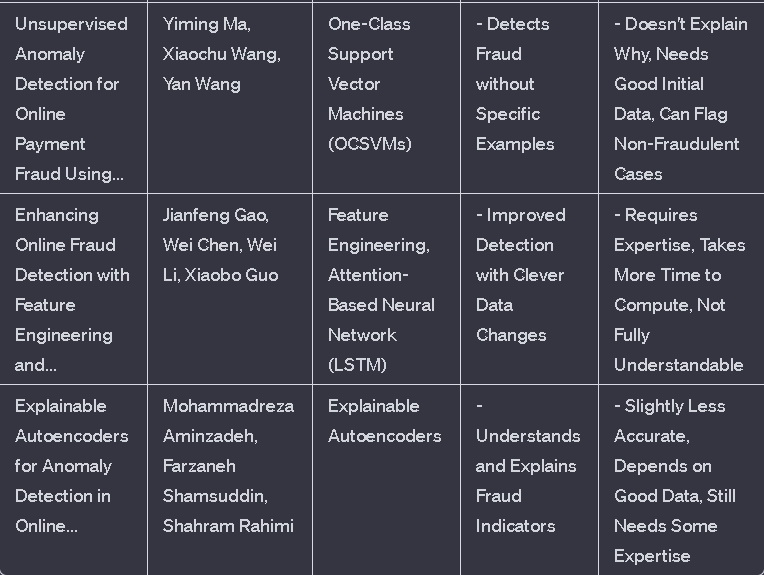 Unsupervised
Anomaly
Detection for
Online
Payment
Fraud Using...
Yiming Ma,
Xiaochu Wang,
Yan Wang
One-Class
Support
Vector
Machines
(OCSVMs)
- Detects
Fraud
without
Specific
Examples
- Doesn't Explain
Why, Needs
Good Initial
Data, Can Flag
Non-Fraudulent
Cases
Enhancing
Online Fraud
Detection with
Feature
Engineering
and...
Jianfeng Gao,
Wei Chen, Wei
Li, Xiaobo Guo
Feature
Engineering,
Attention-
Based Neural
Network
(LSTM)
- Improved
Detection
with Clever
Data
Changes
- Requires
Expertise, Takes
More Time to
Compute, Not
Fully
Understandable
Explainable
Autoencoders
for Anomaly
Detection in
Online...
Mohammadreza
Aminzadeh,
Farzaneh
Shamsuddin,
Shahram Rahimi
Explainable
Autoencoders
-
Understands
and Explains
Fraud
Indicators
- Slightly Less
Accurate,
Depends on
Good Data, Still
Needs Some
Expertise